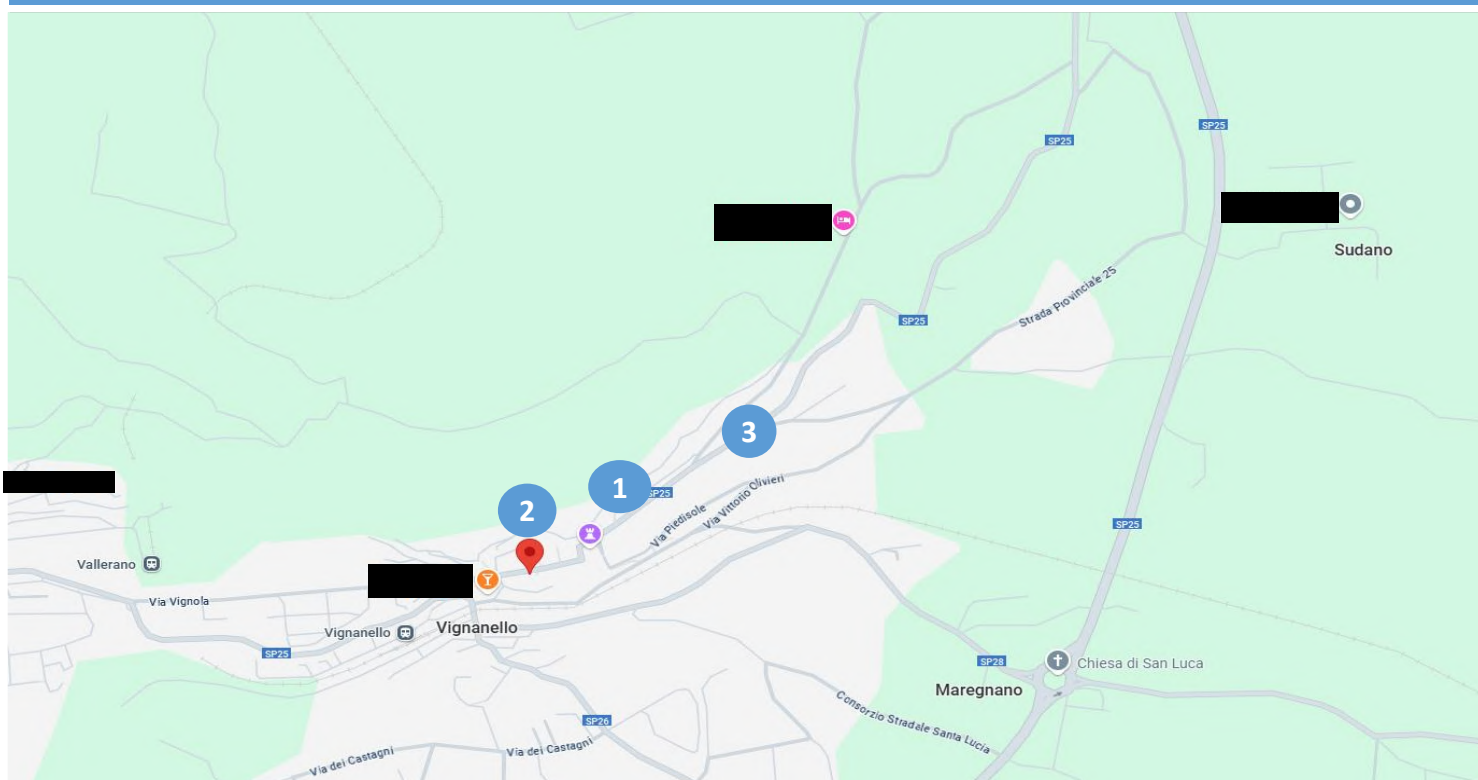 SP25
SP25
Sudano
Strada Provinciale 25
SP25
3
1
SP25
2
Via Piedisole
Via Vittorio Olivieri
SP25
Vallerano
Via Vignola
Vignanello
Vignanello
SP25
SP28
Chiesa di San Luca
Maregnano
Consorzio Stradale Santa Lucia
SP26
Via dei Castagni
Via dei Castagni